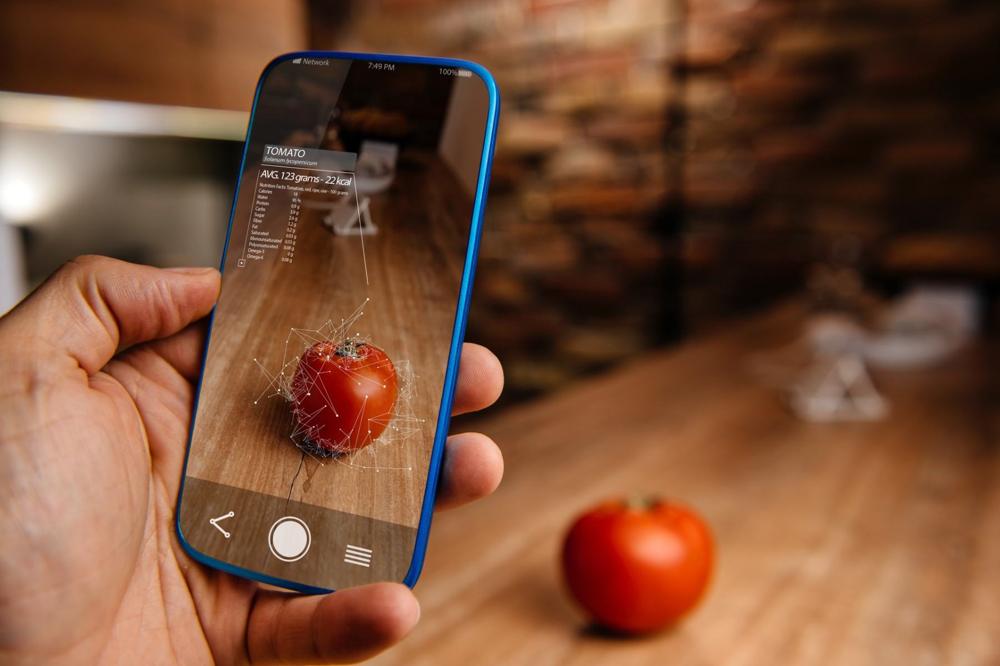 Network 7:49 PM 100%
TOMATO
Solanum lycopersicum
AVG. 123 grams - 22 kcal
Nutrition Facts: Tomatoes, red, ripe, raw - 100 grams
Calories 18
Water 95 %
Protein 0.9 g
Carbs 3.9 g
Sugar 2.6 g
Fiber 1.2 g
Fat 0.2 g
Saturated 0.03 g
Monounsaturated 0.03 g
Polyunsaturated 0.08 g
Omega-3 0 g
Omega-6 0.08 g